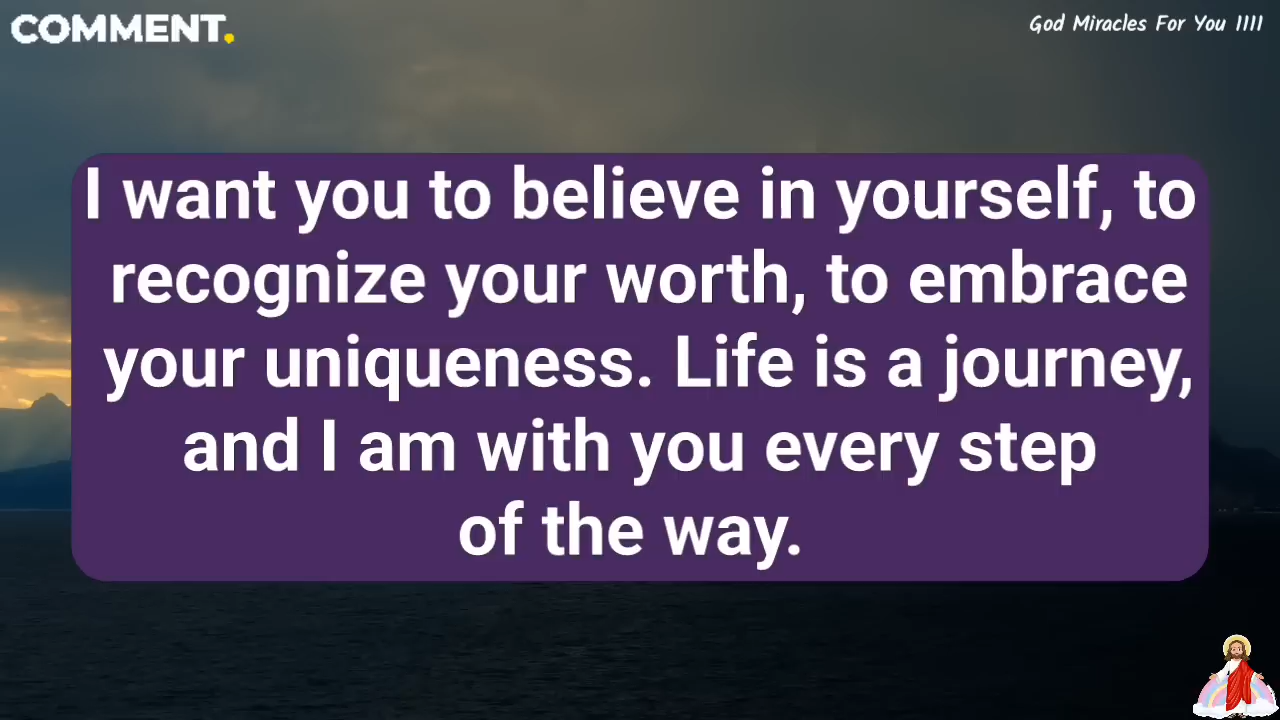 COMMENT.
God Miracles For You 1111
I want you to believe in yourself, to
recognize your worth, to embrace
your uniqueness. Life is a journey,
and I am with you every step
of the way.